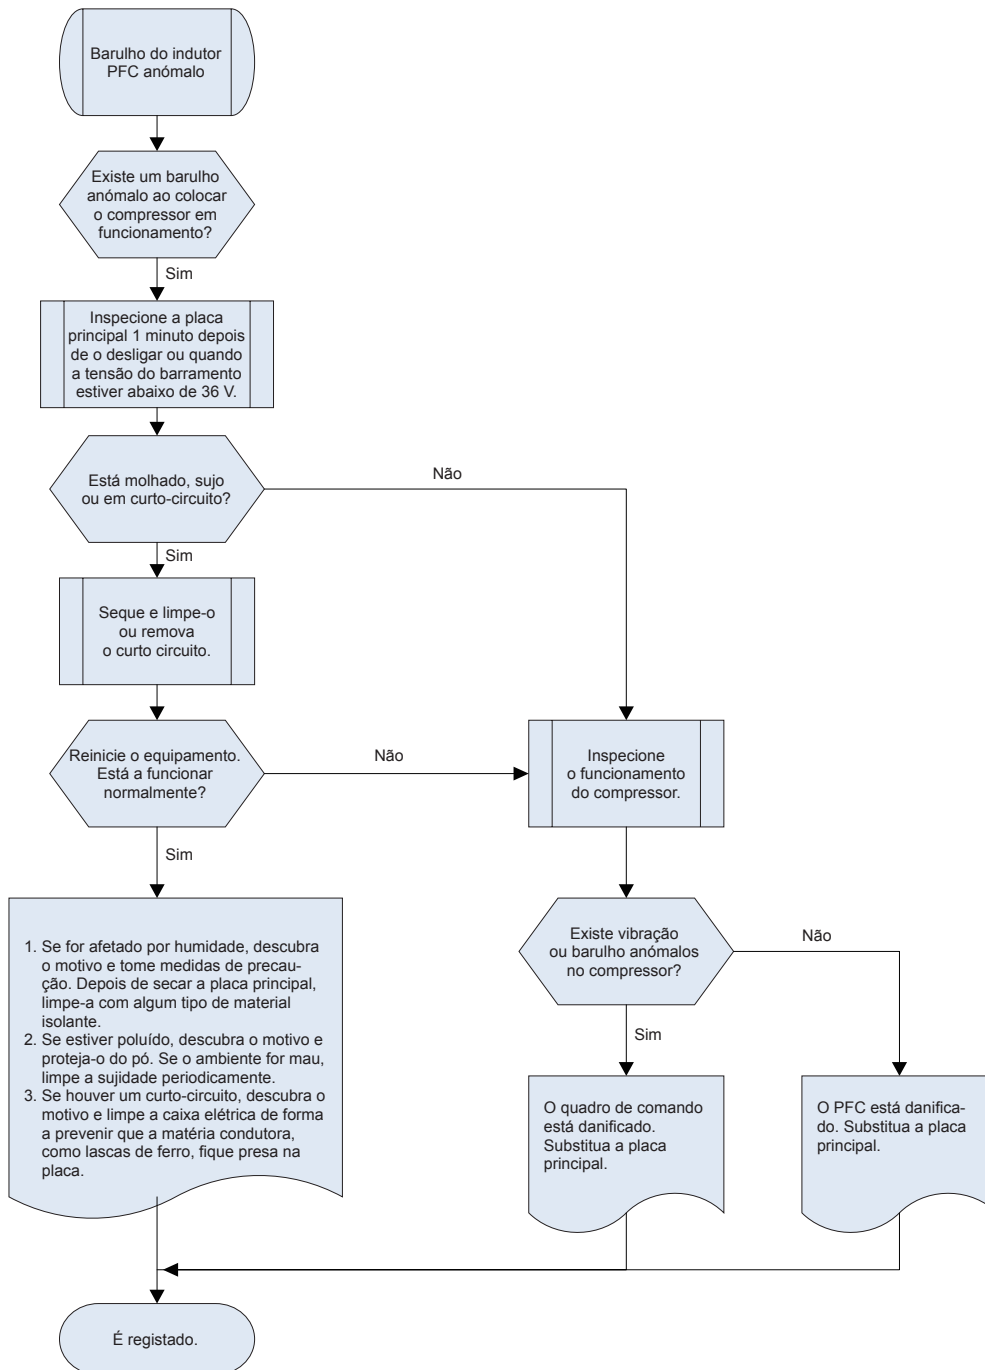 Barulho do indutor
PFC anómalo
Existe um barulho
anómalo ao colocar
o compressor em
funcionamento?
Sim
Inspecione a placa
principal 1 minuto depois
de o desligar ou quando
a tensão do barramento
estiver abaixo de 36 V.
Está molhado, sujo
ou em curto-circuito?
Não
Sim
Seque e limpe-o
ou remova
o curto circuito.
Reinicie o equipamento.
Está a funcionar
normalmente?
Não
Inspecione
o funcionamento
do compressor.
Sim
1. Se for afetado por humidade, descubra
o motivo e tome medidas de precau-
ção. Depois de secar a placa principal,
limpe-a com algum tipo de material
isolante.
2. Se estiver poluído, descubra o motivo e
proteja-o do pó. Se o ambiente for mau,
limpe a sujidade periodicamente.
3. Se houver um curto-circuito, descubra o
motivo e limpe a caixa elétrica de forma
a prevenir que a matéria condutora,
como lascas de ferro, fique presa na
placa.
Existe vibração
ou barulho anómalos
no compressor?
Não
Sim
O quadro de comando
está danificado.
Substitua a placa
principal.
O PFC está danifica-
do. Substitua a placa
principal.
É registado.